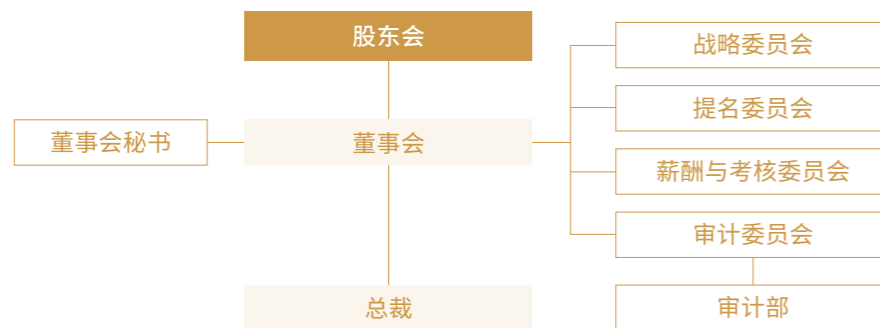 股东会
战略委员会
提名委员会
董事会秘书
董事会
薪酬与考核委员会
审计委员会
总裁
审计部